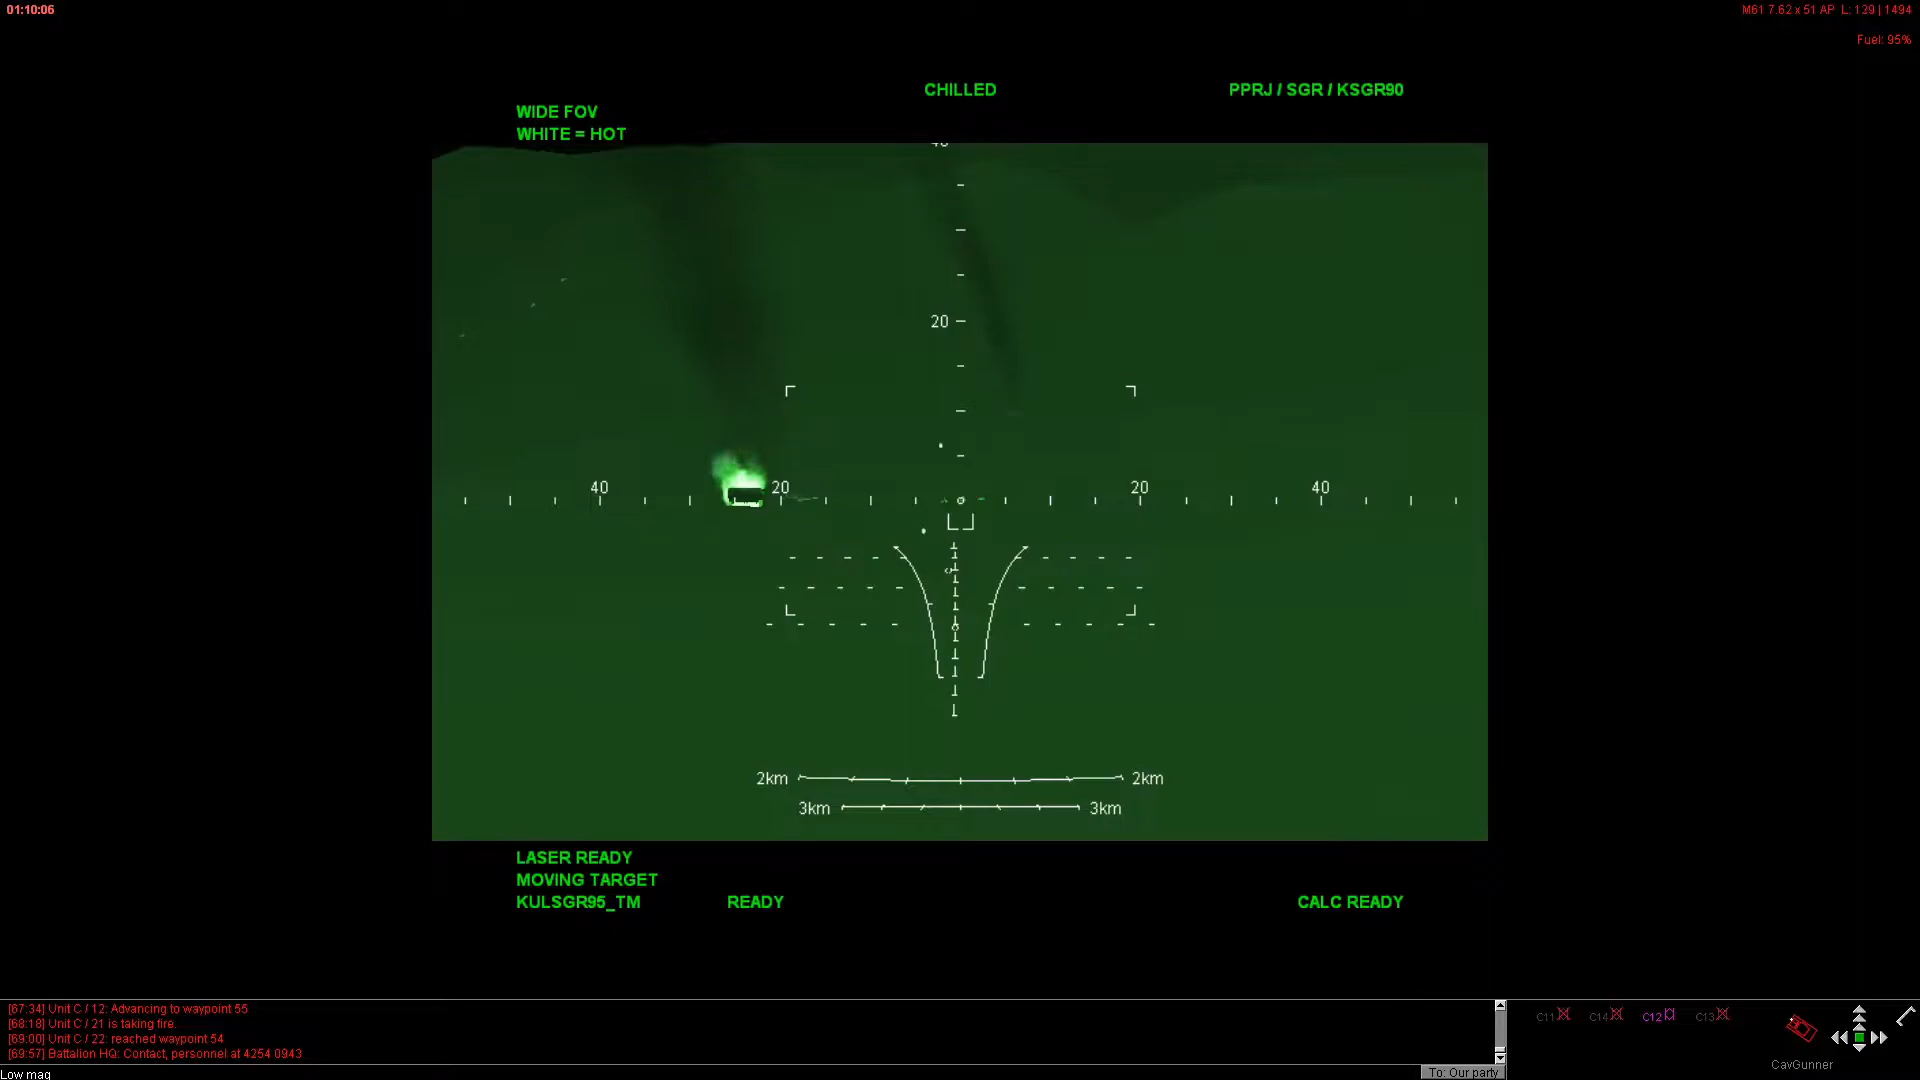 01:10:06
M61 7.62 x 51 AP L: 129 | 1494
Fuel: 95%
CHILLED
PPRJ / SGR / KSGR90
WIDE FOV
WHITE = HOT
40
20
40
20
20
40
2km
2km
3km
3km
LASER READY
MOVING TARGET
KULSGR95_TM
READY
CALC READY
[67:34] Unit C / 12: Advancing to waypoint 55
[68:18] Unit C / 21 is taking fire.
[69:00] Unit C / 22: reached waypoint 54
[69:57] Battalion HQ: Contact, personnel at 4254 0943
C11
C14
C12
C13
CavGunner
Low mag
To: Our party